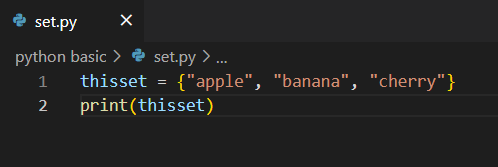 set.py ×
python basic > set.py > ...
1 thisset = {"apple", "banana", "cherry"}
2 print(thisset)